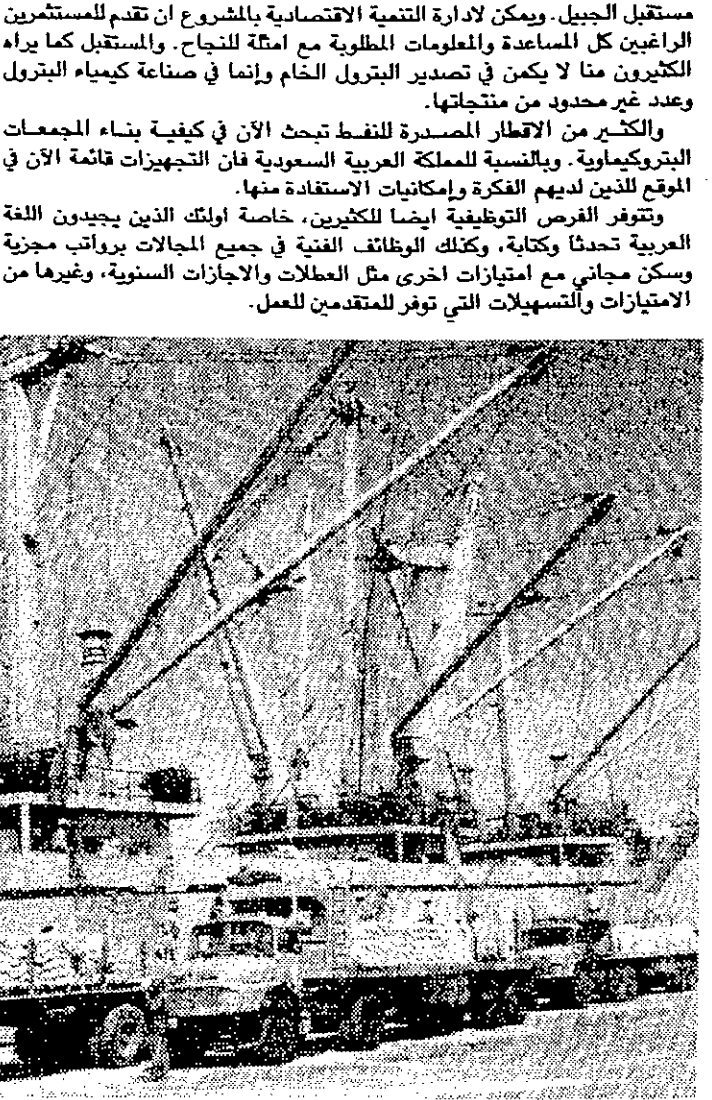 مستقبل الجبيل. ويمكن لادارة التنمية الاقتصادية بالمشروع ان تقدم للمستثمرين
الراغبين كل المساعدة والمعلومات المطلوبة مع امثلة للنجاح. والمستقبل كما يراه
الكثيرون منا لا يكمن في تصدير البترول الخام وإنما في صناعة كيمياء البترول
وعدد غير محدود من منتجاتها.
والكثير من الاقطار المصدرة للنفط تبحث الآن في كيفية بناء المجمعات
البتروكيماوية. وبالنسبة للمملكة العربية السعودية فان التجهيزات قائمة الآن في
الموقع للذين لديهم الفكرة وإمكانيات الاستفادة منها.
وتتوفر الفرص التوظيفية ايضا للكثيرين، خاصة اولئك الذين يجيدون اللغة
العربية تحدثا وكتابة، وكذلك الوظائف الفنية في جميع المجالات برواتب مجزية
وسكن مجاني مع امتيازات اخرى مثل العطلات والاجازات السنوية، وغيرها من
الامتيازات والتسهيلات التي توفر للمتقدمين للعمل.